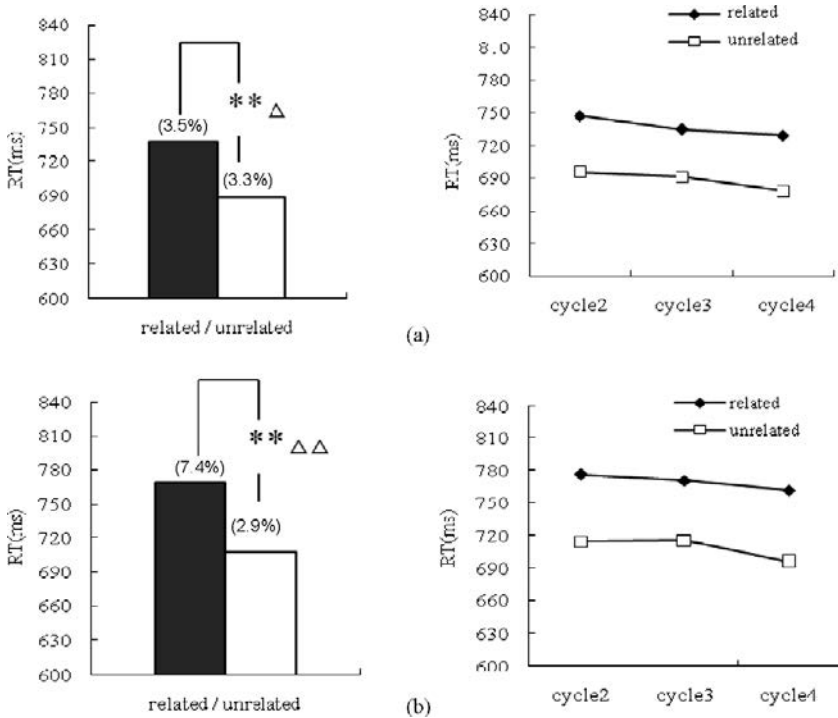 840
810
780
750
720
690
660
630
600
RT(ms)
(3.5%)
(3.3%)
** △
related / unrelated
840
8.0
750
720
690
660
630
600
RT(ms)
related
unrelated
cycle2
cycle3
cycle4
(a)
840
810
780
750
720
690
660
630
600
RT(ms)
(7.4%)
(2.9%)
** △ △
related / unrelated
840
810
780
750
720
690
660
630
600
RT(ms)
related
unrelated
cycle2
cycle3
cycle4
(b)